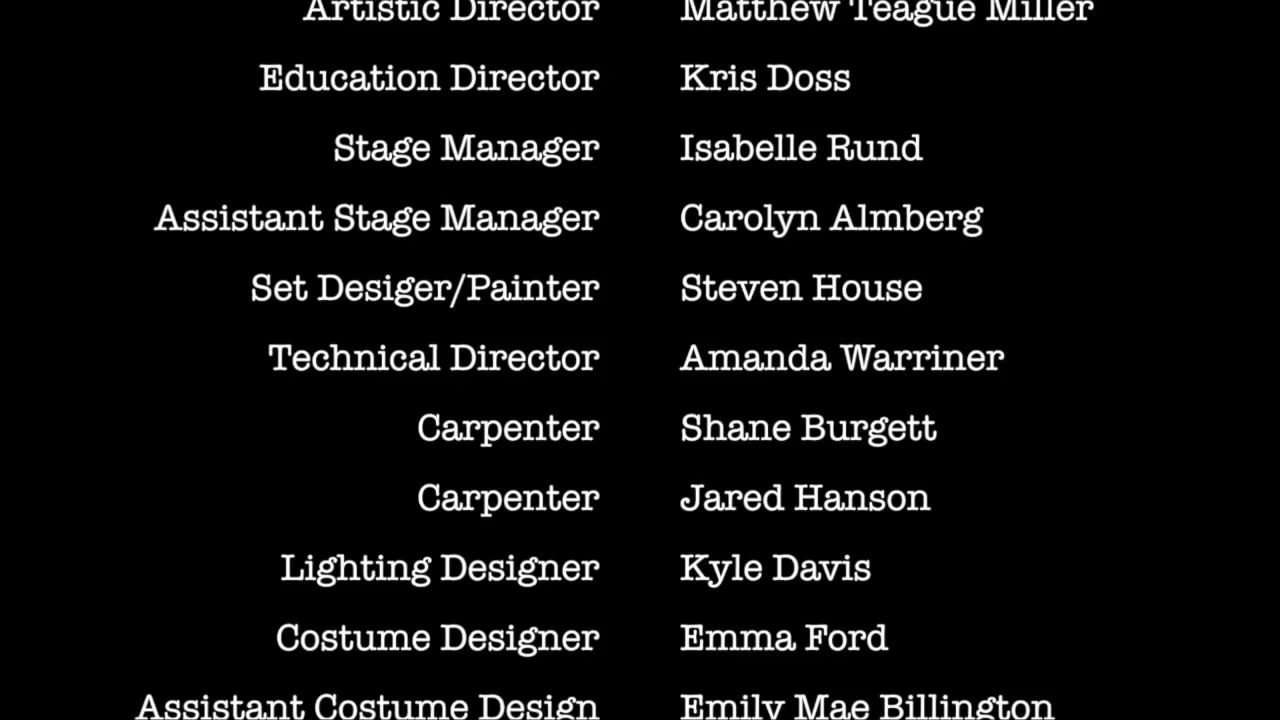 Artistic Director Matthew Teague Miller
Education Director Kris Doss
Stage Manager Isabelle Rund
Assistant Stage Manager Carolyn Almberg
Set Desiger/Painter Steven House
Technical Director Amanda Warriner
Carpenter Shane Burgett
Carpenter Jared Hanson
Lighting Designer Kyle Davis
Costume Designer Emma Ford
Assistant Costume Design Emily Mae Billington